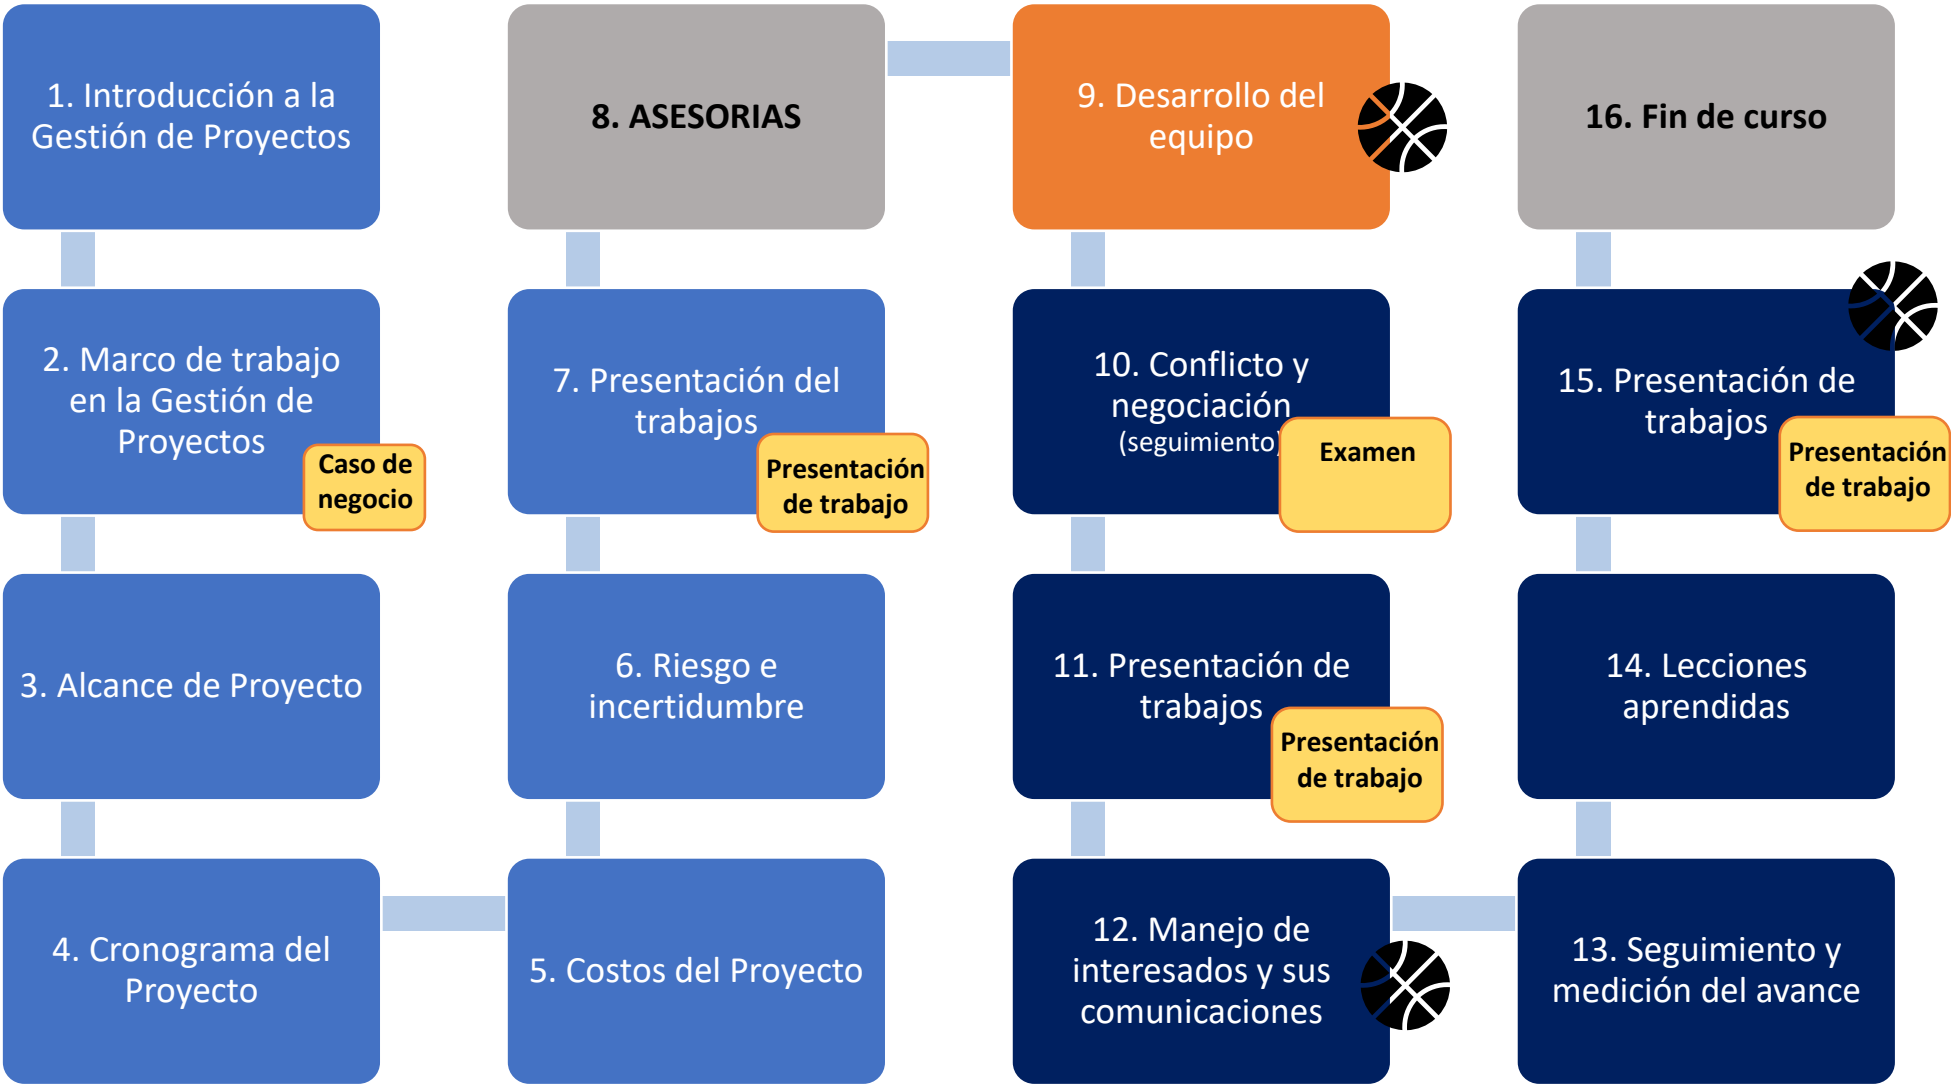 1. Introducción a la
Gestión de Proyectos
2. Marco de trabajo
en la Gestión de
Proyectos
Caso de
negocio
3. Alcance de Proyecto
4. Cronograma del
Proyecto
5. Costos del Proyecto
6. Riesgo e
incertidumbre
7. Presentación del
trabajos
Presentación
de trabajo
8. ASESORIAS
9. Desarrollo del
equipo
10. Conflicto y
negociación
(seguimiento)
Examen
11. Presentación de
trabajos
Presentación
de trabajo
12. Manejo de
interesados y sus
comunicaciones
13. Seguimiento y
medición del avance
14. Lecciones
aprendidas
15. Presentación de
trabajos
Presentación
de trabajo
16. Fin de curso